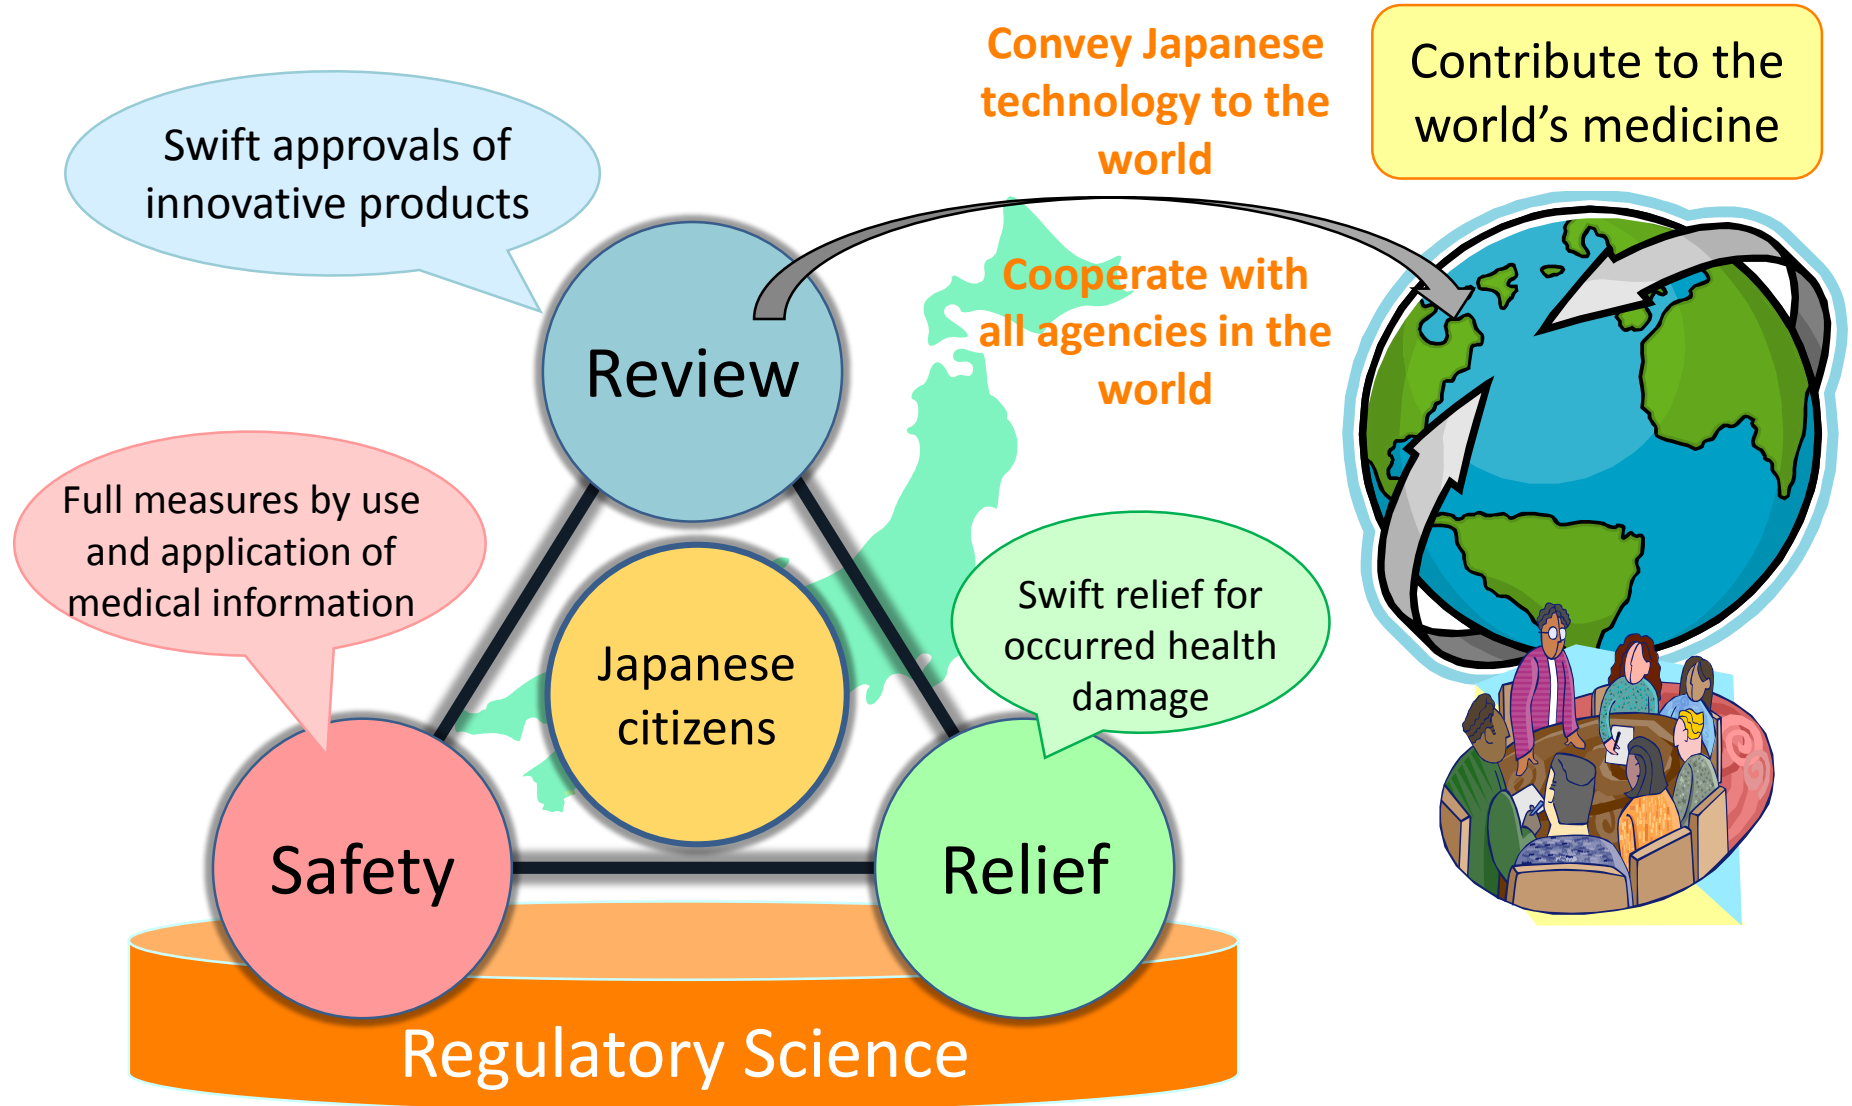 Convey Japanese
technology to the
world
Contribute to the
world’s medicine
Swift approvals of
innovative products
Cooperate with
all agencies in the
world
Review
Full measures by use
and application of
medical information
Swift relief for
occurred health
damage
Japanese
citizens
Safety
Relief
Regulatory Science